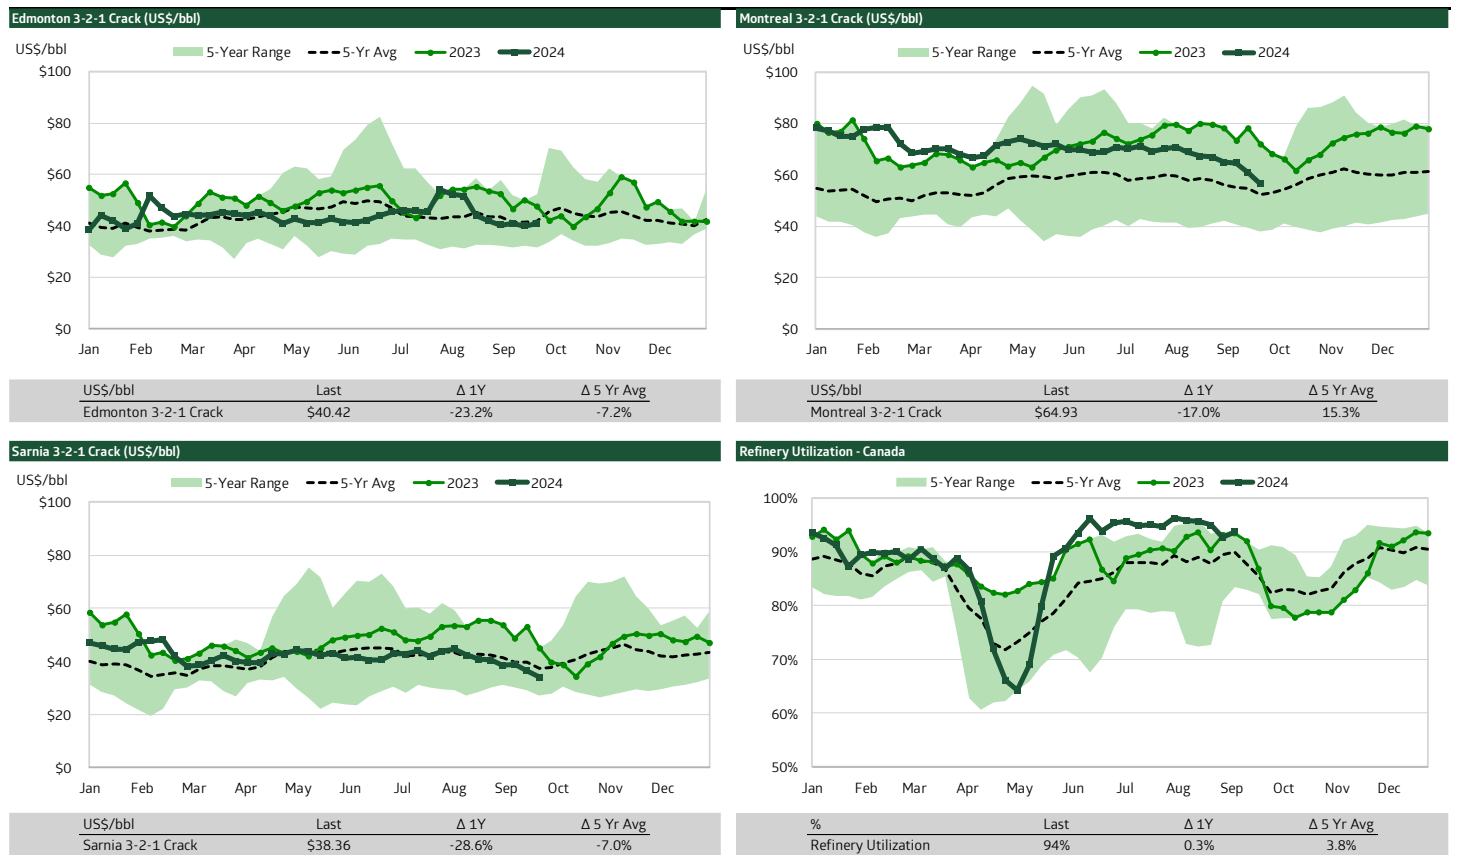 Edmonton 3-2-1 Crack (US$/bbl)
US$/bbl
5-Year Range 5-Yr Avg 2023 2024
$100
$80
$60
$40
$20
$0
Jan Feb Mar Apr May Jun Jul Aug Sep Oct Nov Dec
US$/bbl Last Δ 1Y Δ 5 Yr Avg
Edmonton 3-2-1 Crack $40.42 -23.2% -7.2%
Montreal 3-2-1 Crack (US$/bbl)
US$/bbl
5-Year Range 5-Yr Avg 2023 2024
$100
$80
$60
$40
$20
$0
Jan Feb Mar Apr May Jun Jul Aug Sep Oct Nov Dec
US$/bbl Last Δ 1Y Δ 5 Yr Avg
Montreal 3-2-1 Crack $64.93 -17.0% 15.3%
Sarnia 3-2-1 Crack (US$/bbl)
US$/bbl
5-Year Range 5-Yr Avg 2023 2024
$100
$80
$60
$40
$20
$0
Jan Feb Mar Apr May Jun Jul Aug Sep Oct Nov Dec
US$/bbl Last Δ 1Y Δ 5 Yr Avg
Sarnia 3-2-1 Crack $38.36 -28.6% -7.0%
Refinery Utilization - Canada
5-Year Range 5-Yr Avg 2023 2024
100%
90%
80%
70%
60%
50%
Jan Feb Mar Apr May Jun Jul Aug Sep Oct Nov Dec
% Last Δ 1Y Δ 5 Yr Avg
Refinery Utilization 94% 0.3% 3.8%